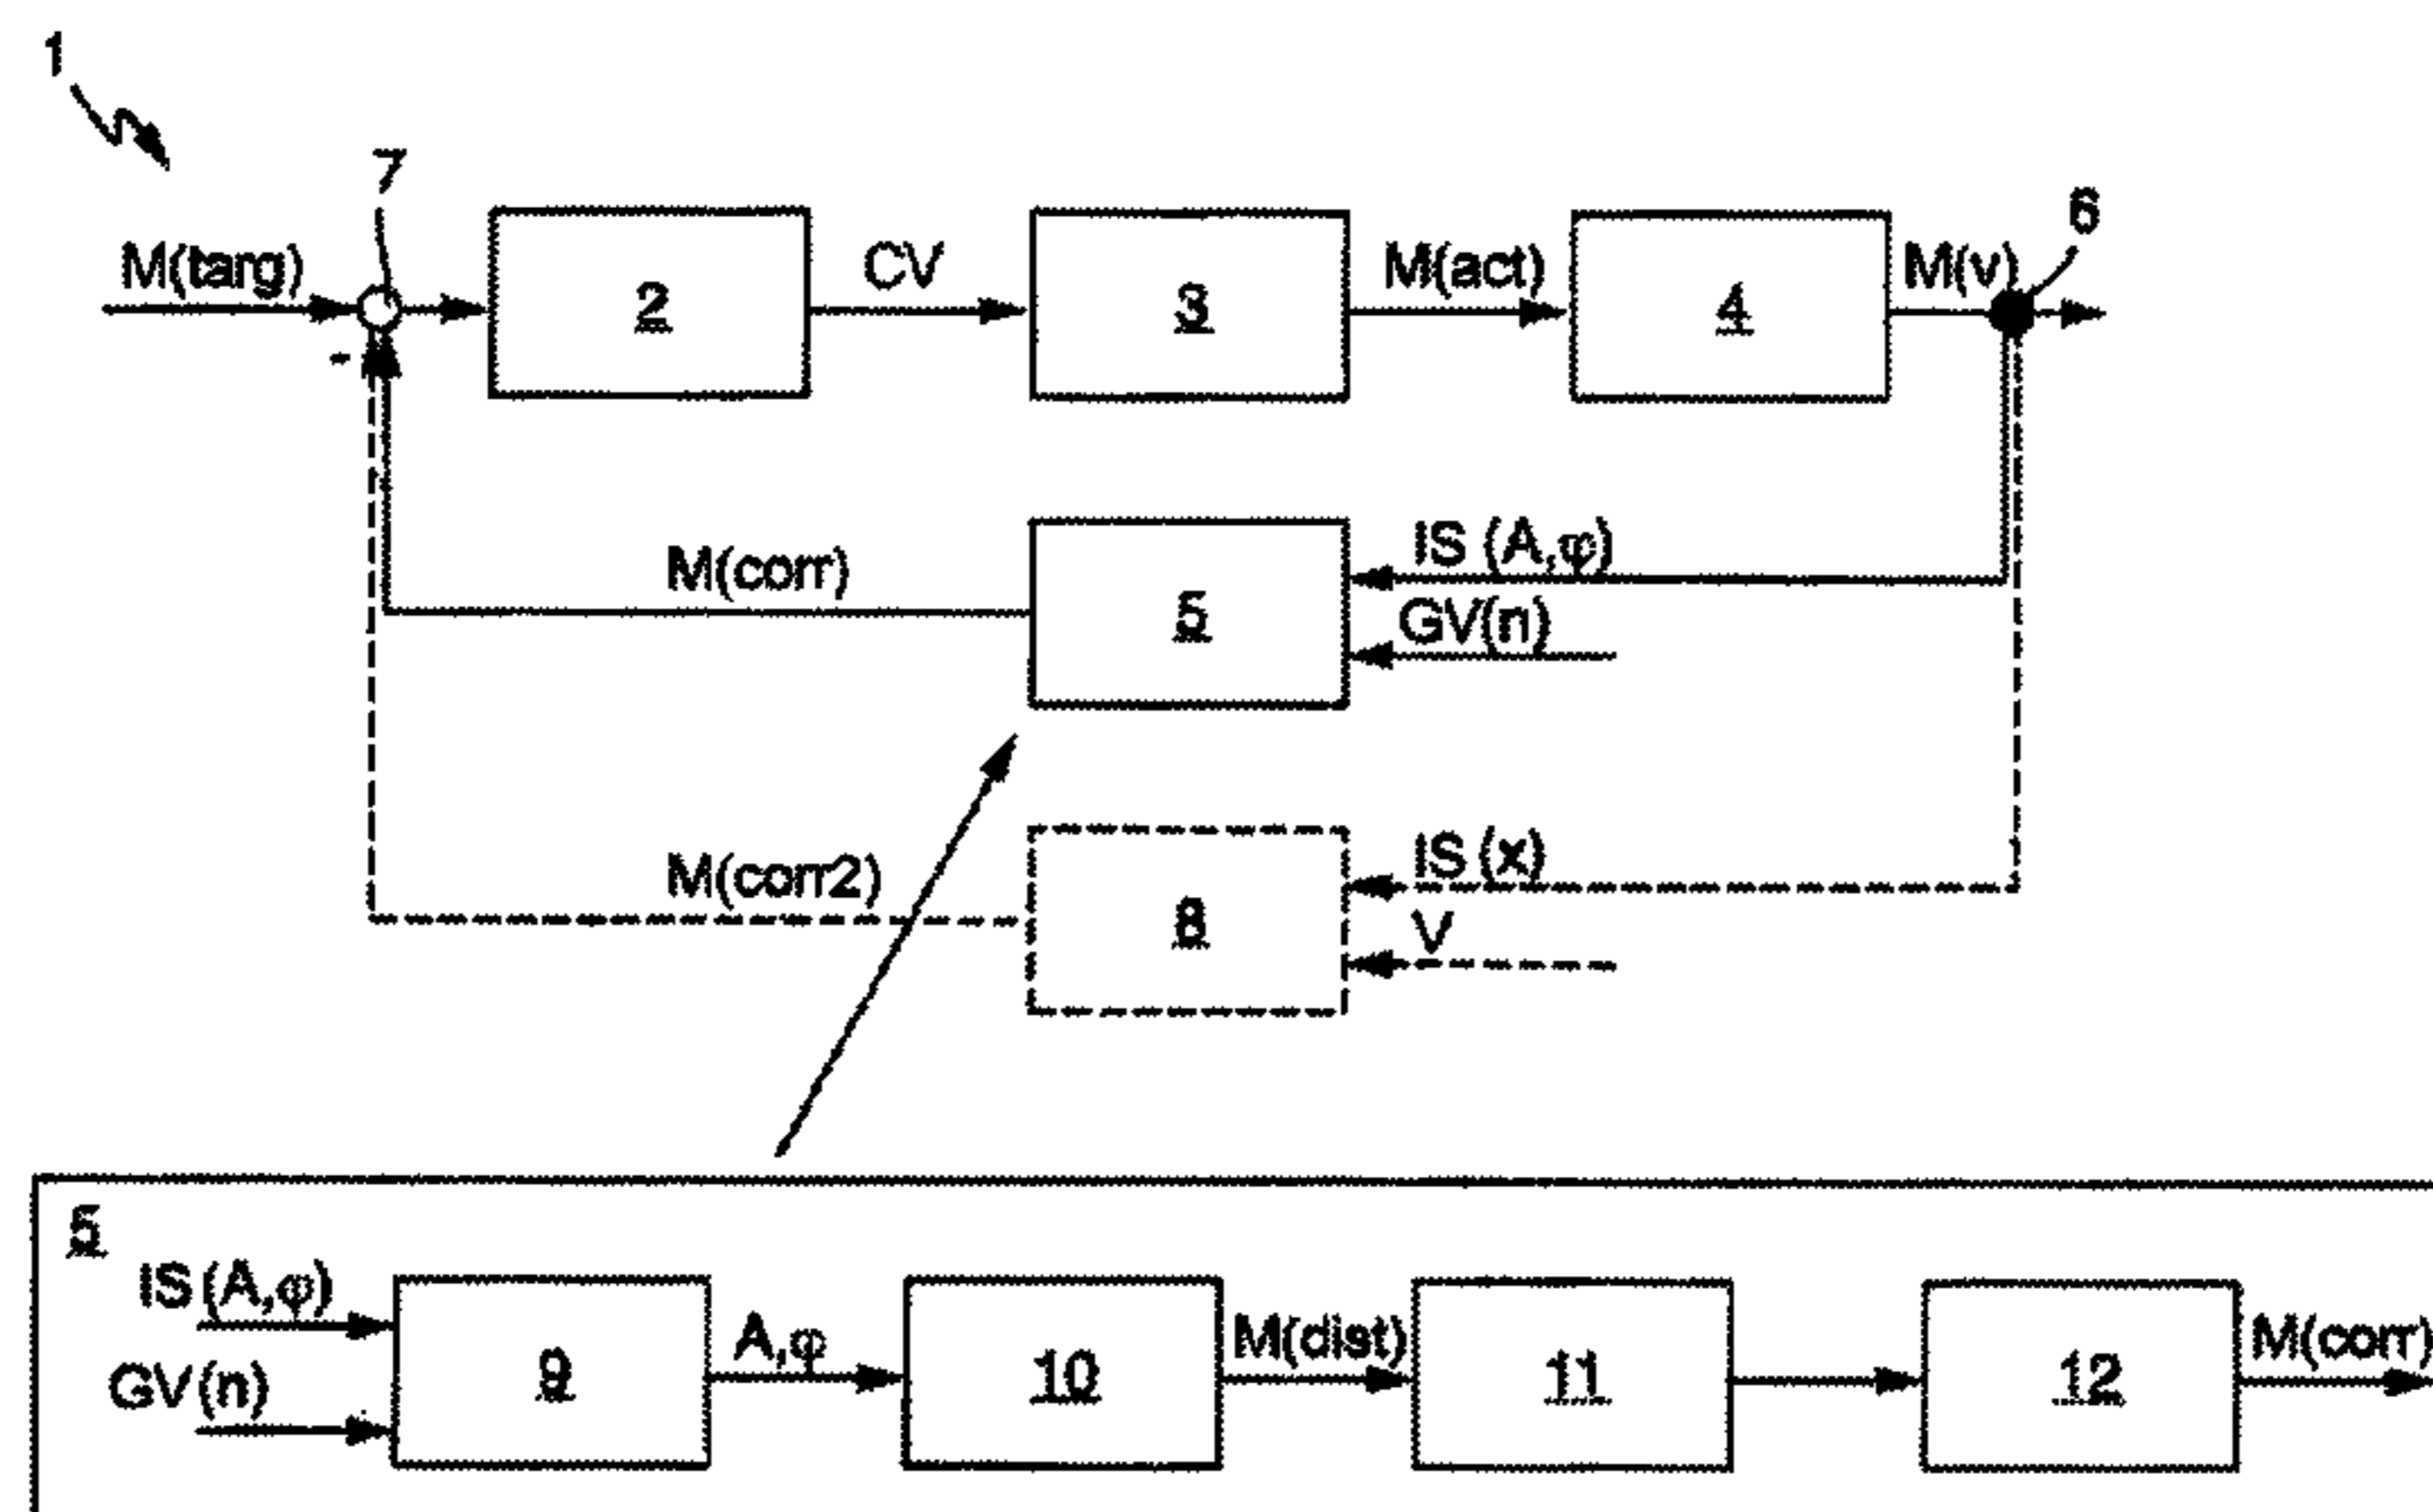 1
7
6
M(targ)
CV
M(act)
M(v)
2
3
4
-
M(corr)
IS (A,φ)
5
GV(n)
M(corr2)
IS (x)
8
V
5
IS (A,φ)
GV(n)
9
A,φ
10
M(dist)
11
12
M(corr)